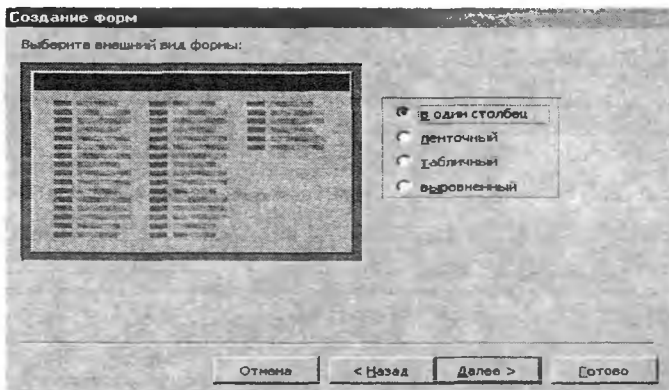 Создание форм
Выберите внешний вид формы:
в один столбец
ленточный
табличный
выровненный
Отмена
< Назад
Далее >
Готово